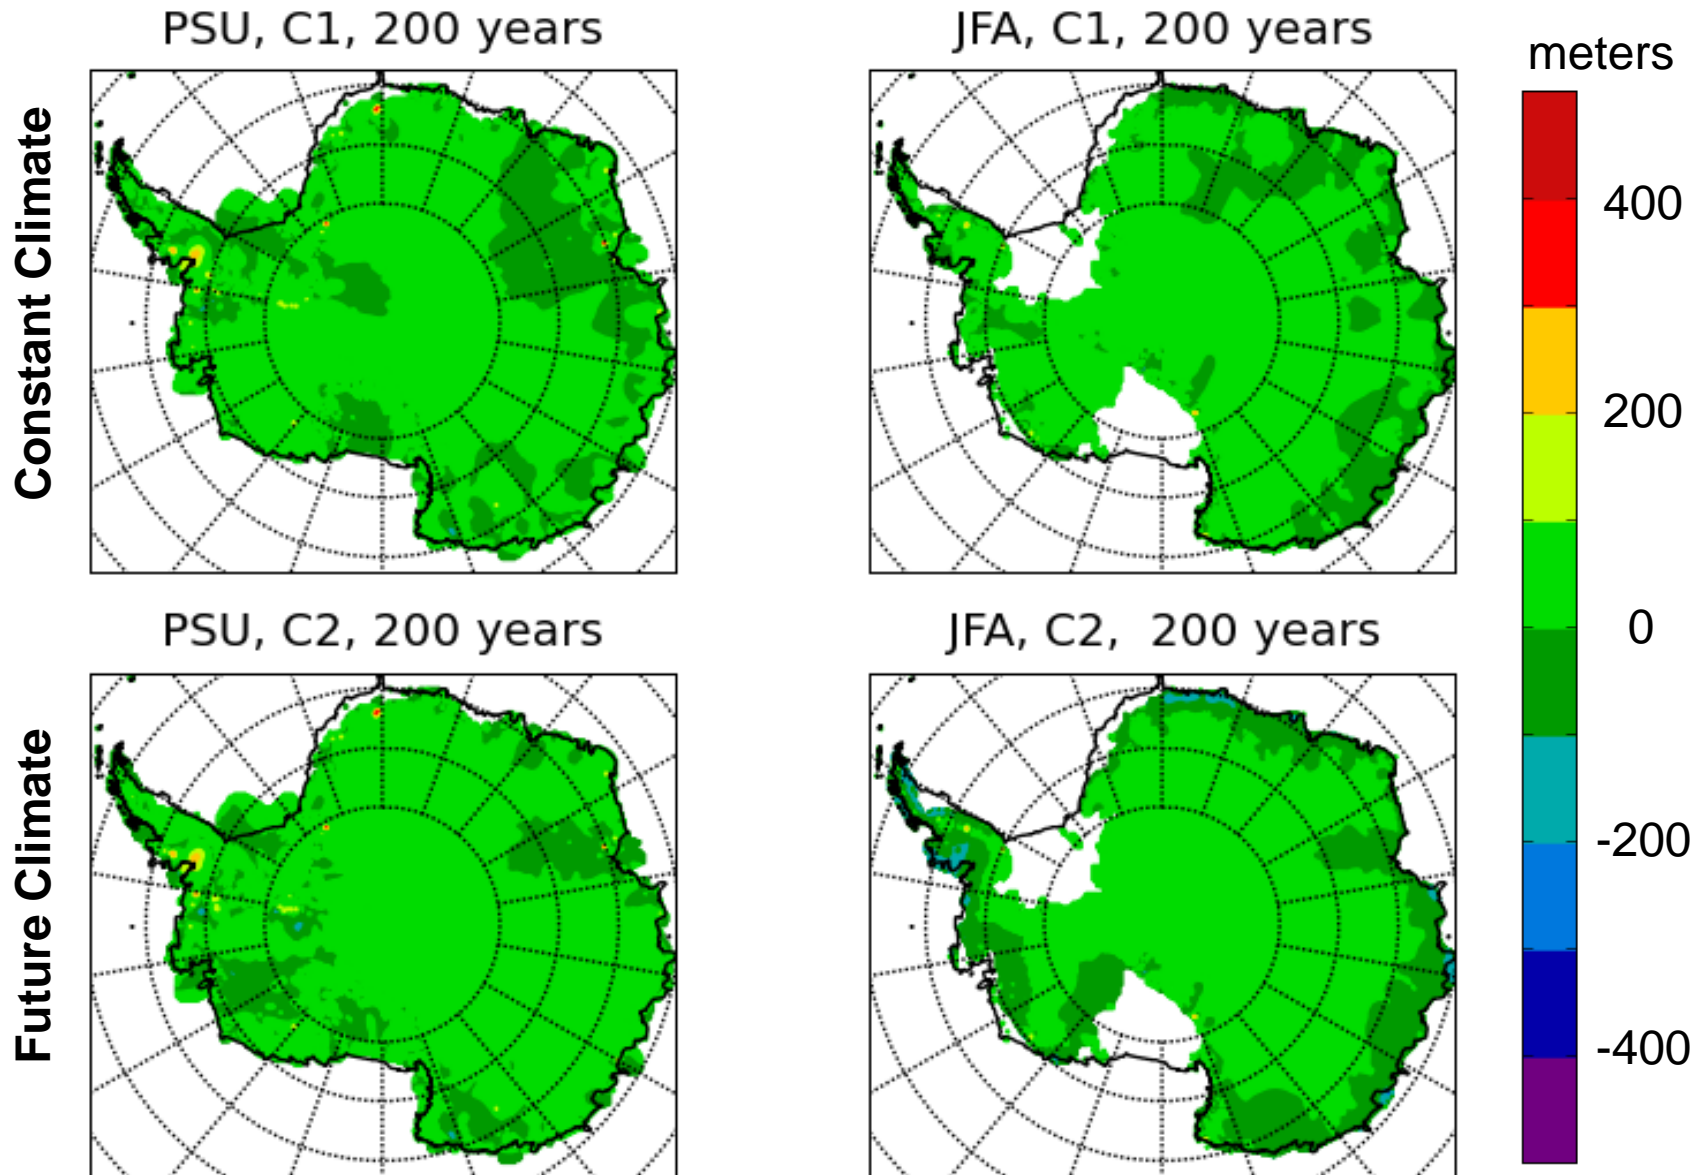 PSU, C1, 200 years
JFA, C1, 200 years
meters
Constant Climate
400
200
0
-200
-400
PSU, C2, 200 years
JFA, C2, 200 years
Future Climate